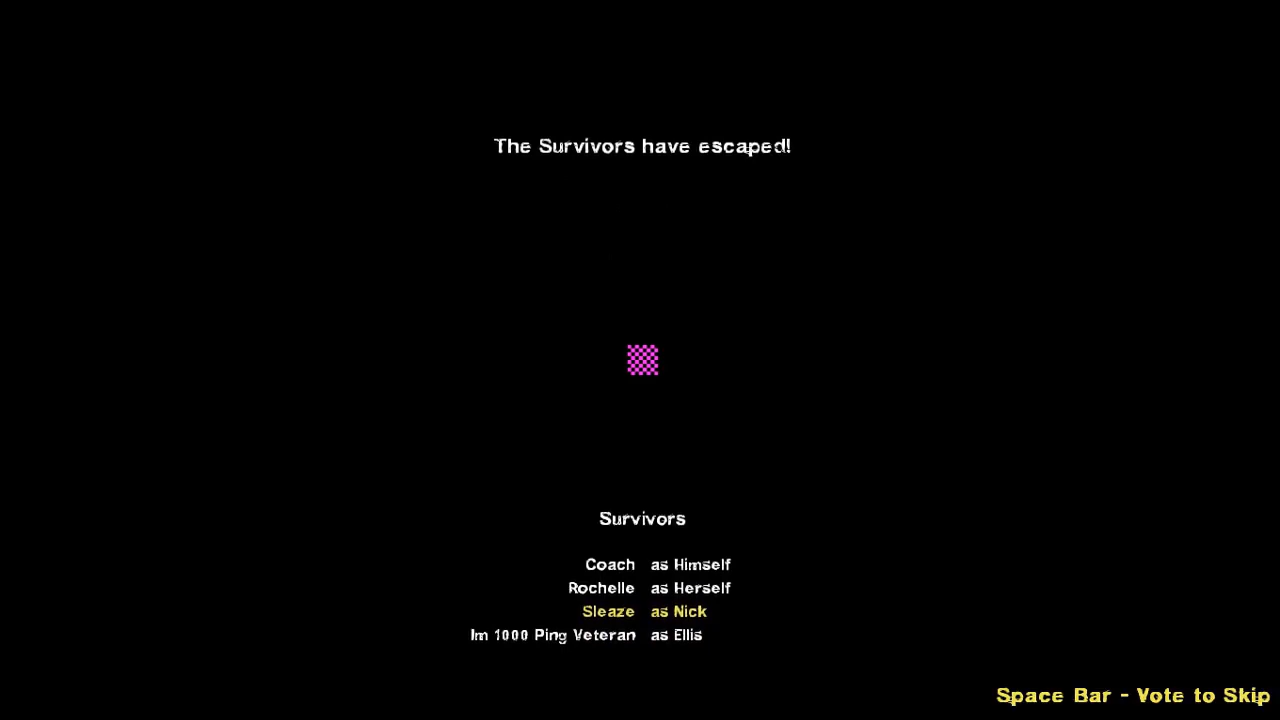 The Survivors have escaped!
Survivors
Coach as Himself
Rochelle as Herself
Sleaze as Nick
Im 1000 Ping Veteran as Ellis
Space Bar - Vote to Skip